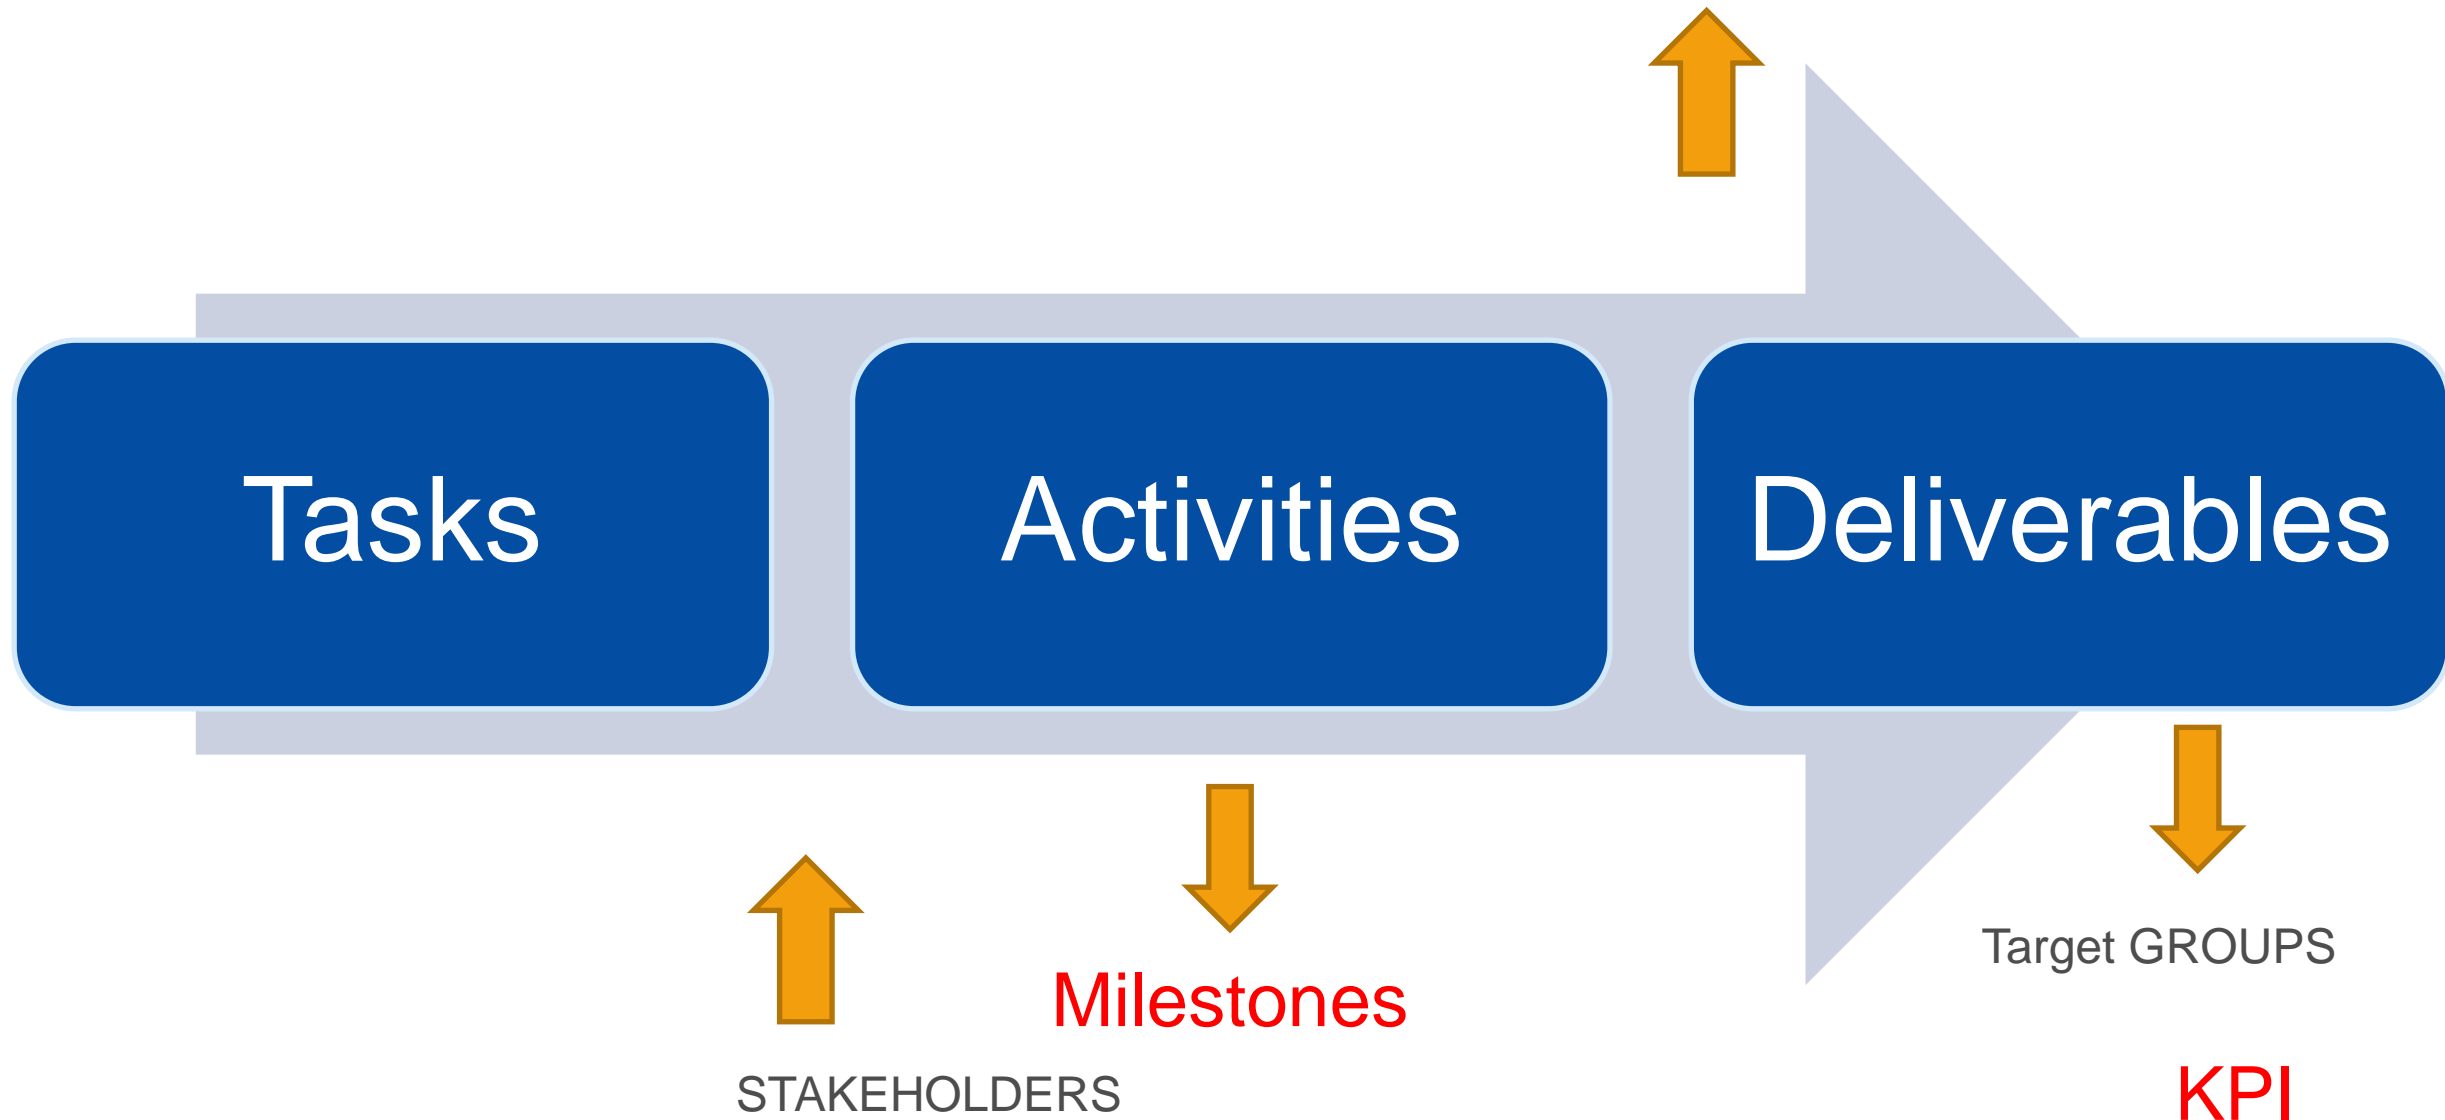 Tasks
Activities
Deliverables
Target GROUPS
Milestones
STAKEHOLDERS
KPI